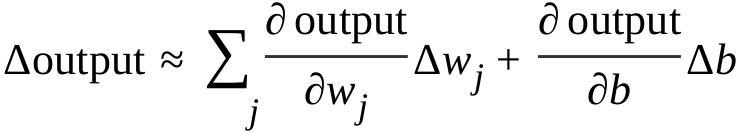 Δoutput ≈ ∑_j ∂ output/∂w_j Δw_j + ∂ output/∂b Δb